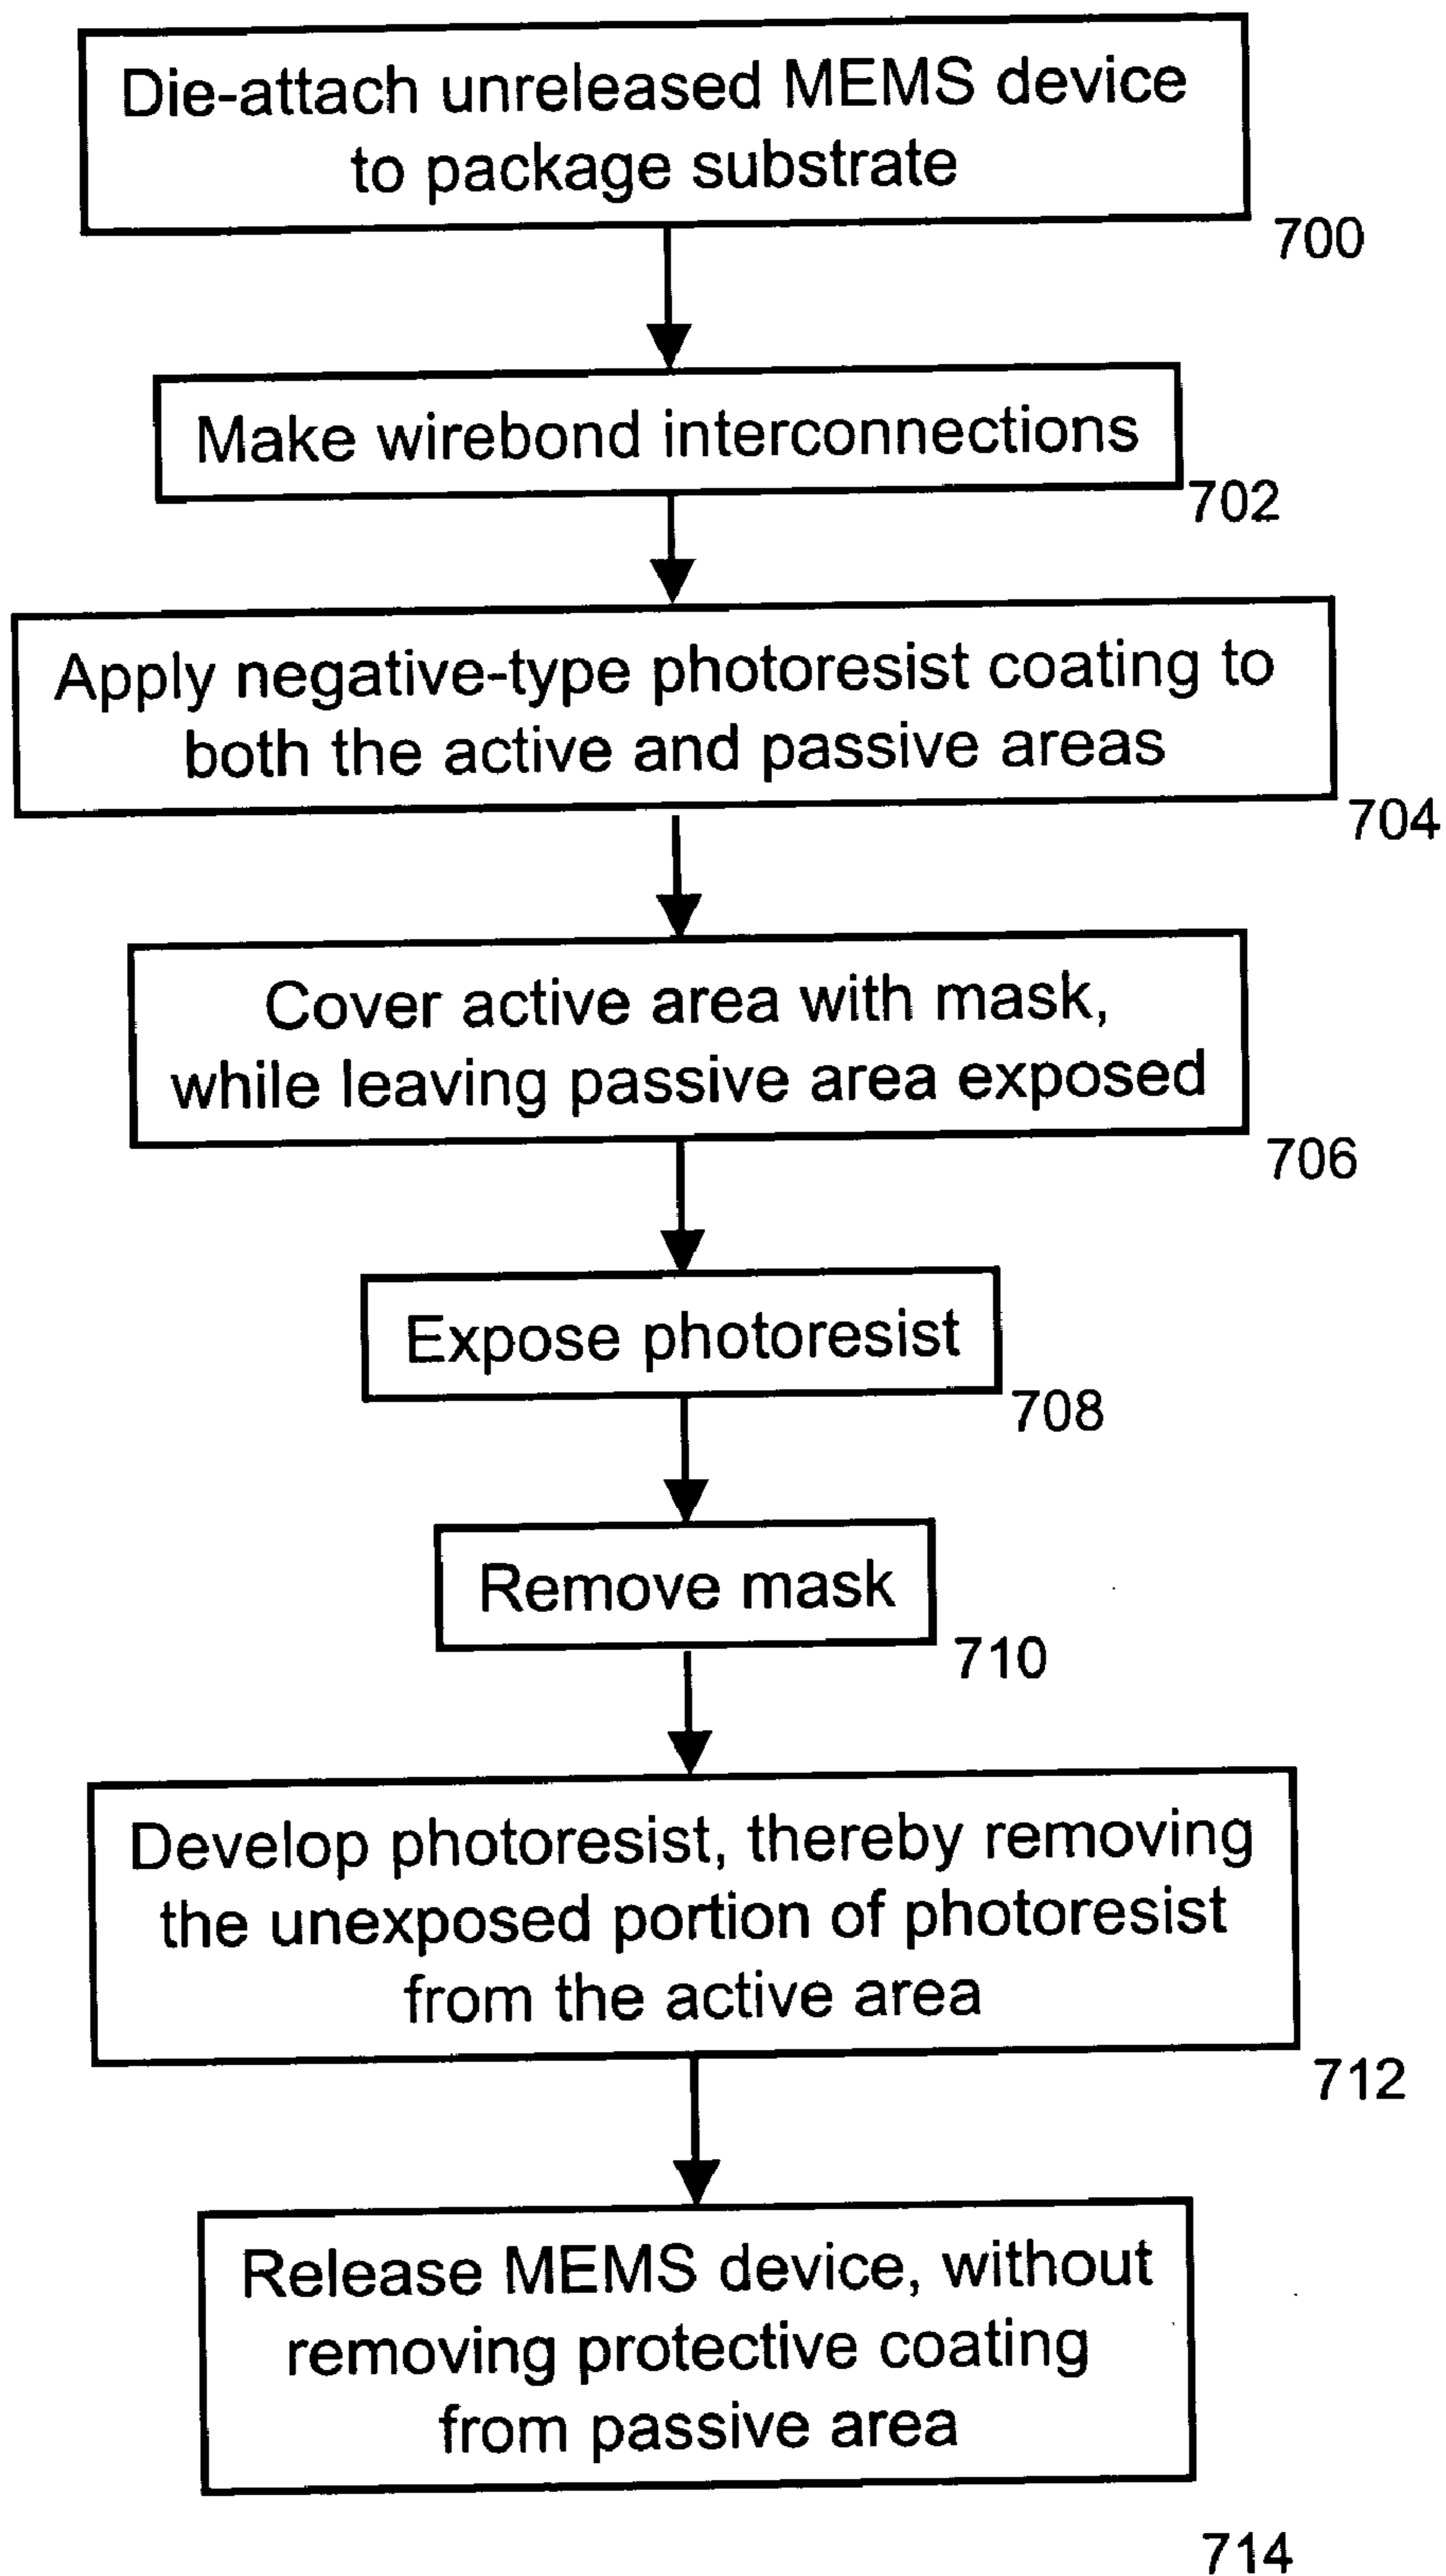 Die-attach unreleased MEMS device
to package substrate
700
Make wirebond interconnections
702
Apply negative-type photoresist coating to
both the active and passive areas
704
Cover active area with mask,
while leaving passive area exposed
706
Expose photoresist
708
Remove mask
710
Develop photoresist, thereby removing
the unexposed portion of photoresist
from the active area
712
Release MEMS device, without
removing protective coating
from passive area
714